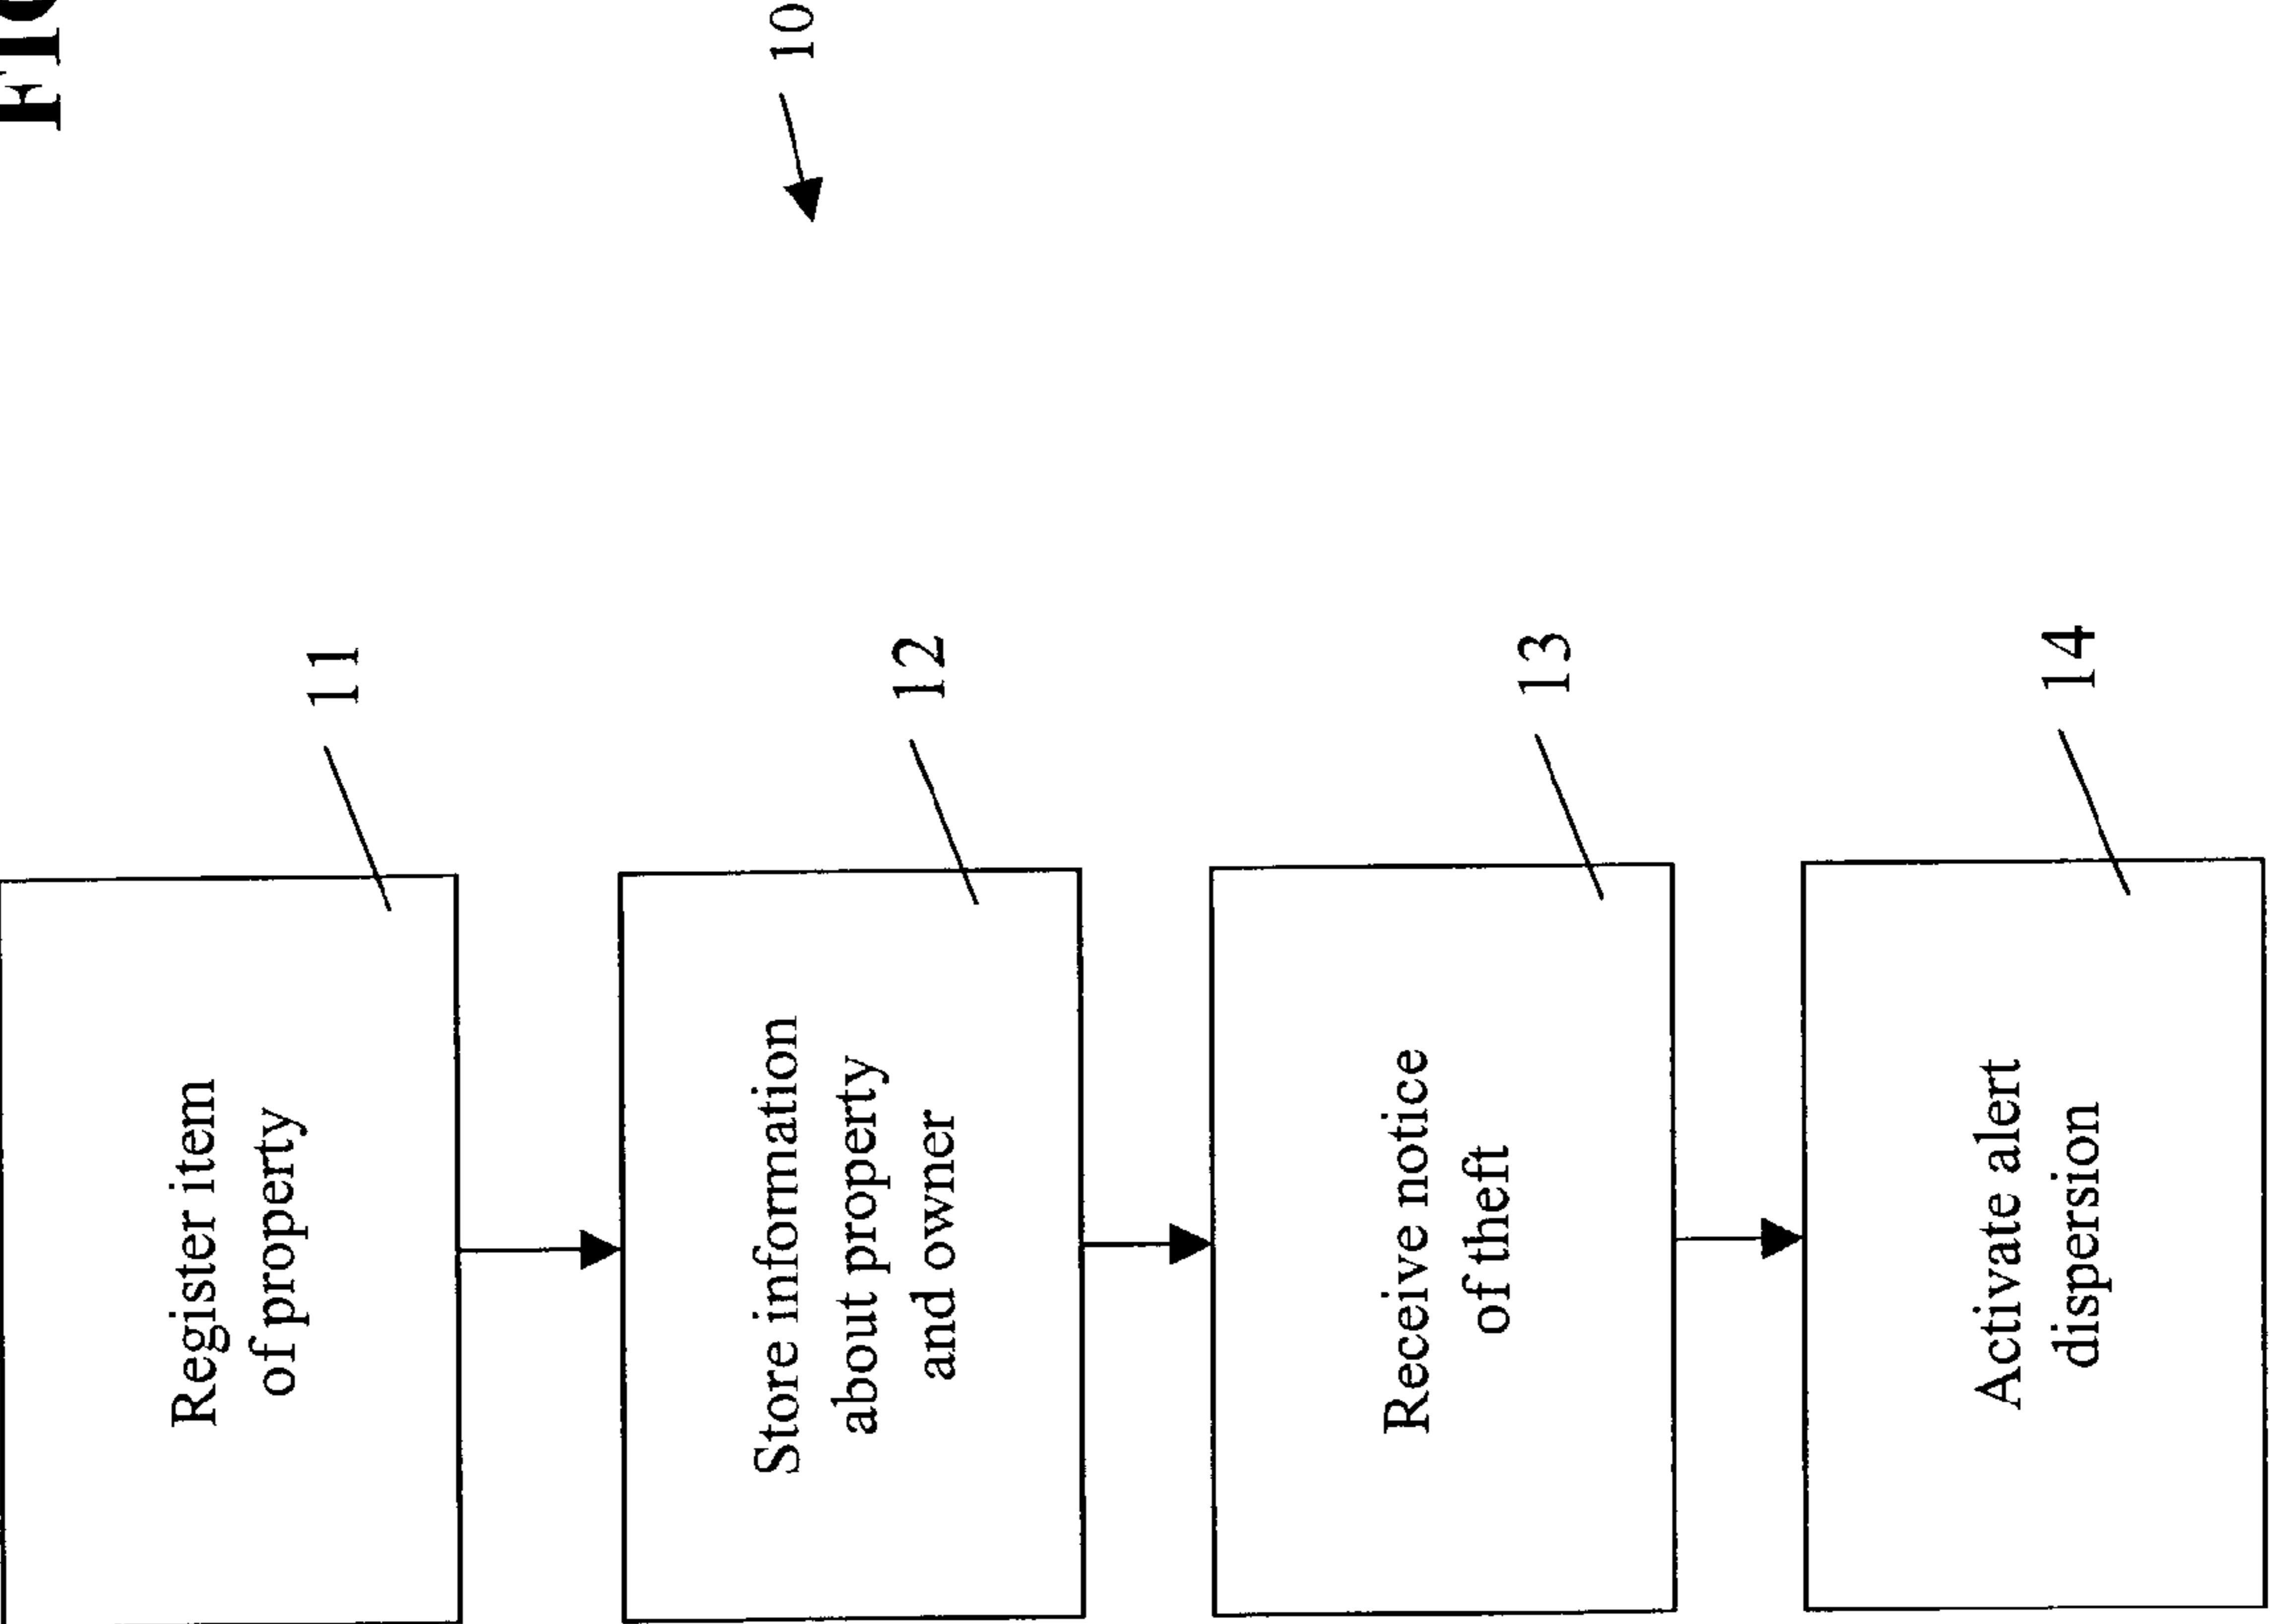 FIG
10
Register item
of property
11
Store information
about property
and owner
12
Receive notice
of theft
13
Activate alert
dispersion
14